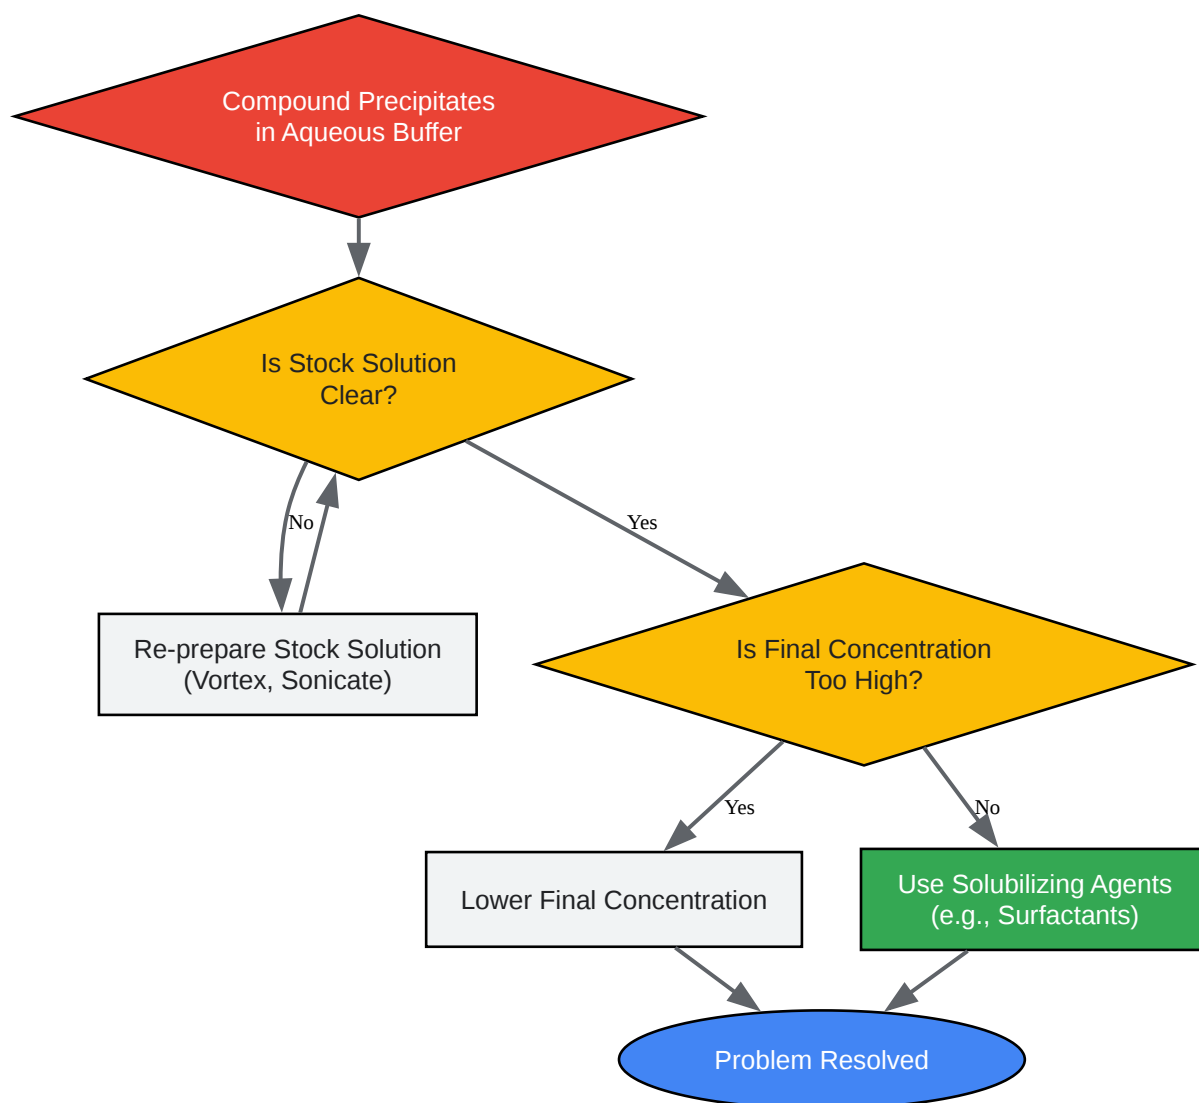 Compound Precipitates
in Aqueous Buffer
Is Stock Solution
Clear?
No
Yes
Re-prepare Stock Solution
(Vortex, Sonicate)
Is Final Concentration
Too High?
Yes
No
Lower Final Concentration
Use Solubilizing Agents
(e.g., Surfactants)
Problem Resolved